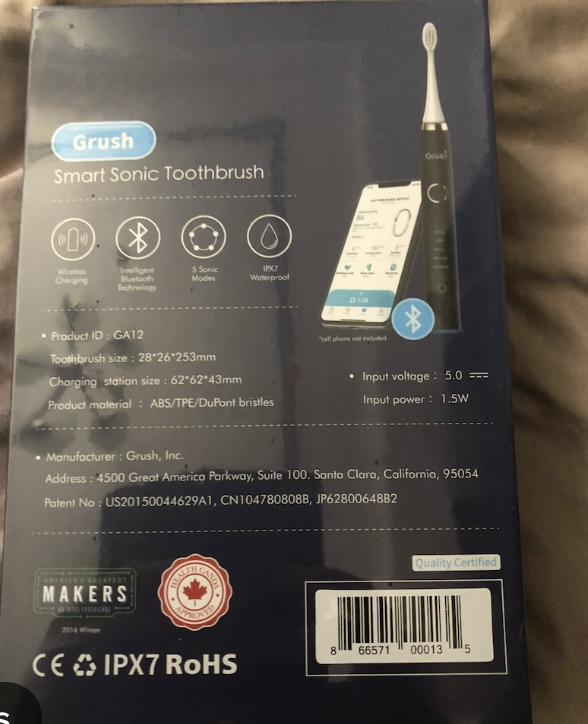 Grush
Smart Sonic Toothbrush
Wireless
Charging
Intelligent
Bluetooth
Technology
5 Sonic
Modes
IPX7
Waterproof
Grush
*cell phone not included
• Product ID : GA12
Toothbrush size : 28*26*253mm
Charging station size : 62*62*43mm
Product material : ABS/TPE/DuPont bristles
• Input voltage : 5.0
Input power : 1.5W
• Manufacturer : Grush, Inc.
Address : 4500 Great America Parkway, Suite 100. Santa Clara, California, 95054
Patent No : US20150044629A1, CN104780808B, JP62800648B2
AMERICA'S GREATEST
MAKERS
AN INTEL EXPERIENCE
2016 Winner
HEALTH CANADA
APPROVED
Quality Certified
8 66571 00013 5
CE IPX7 RoHS